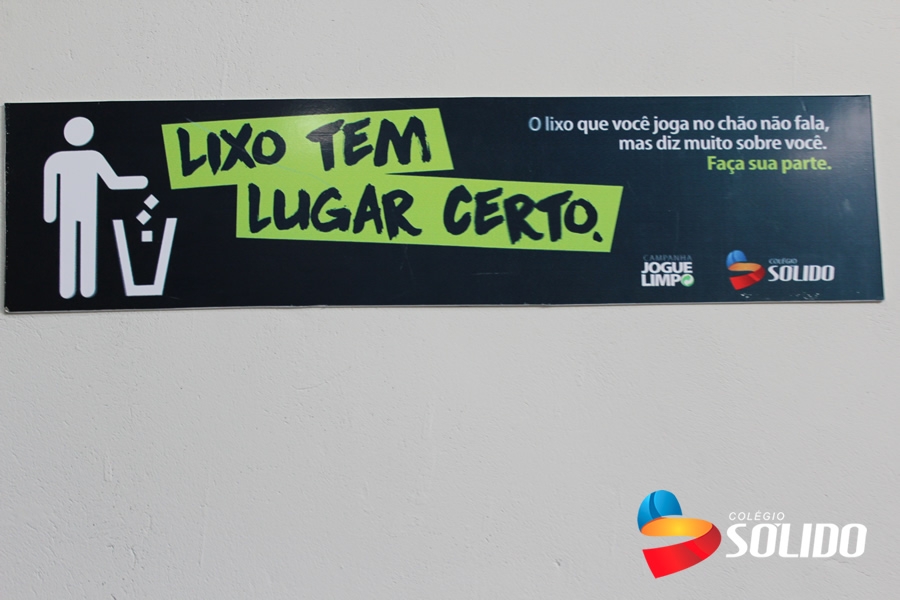 LIXO TEM
LUGAR CERTO.
O lixo que você joga no chão não fala,
mas diz muito sobre você.
Faça sua parte.
CAMPANHA
JOGUE
LIMPO
COLÉGIO
SÓLIDO
COLÉGIO
SÓLIDO